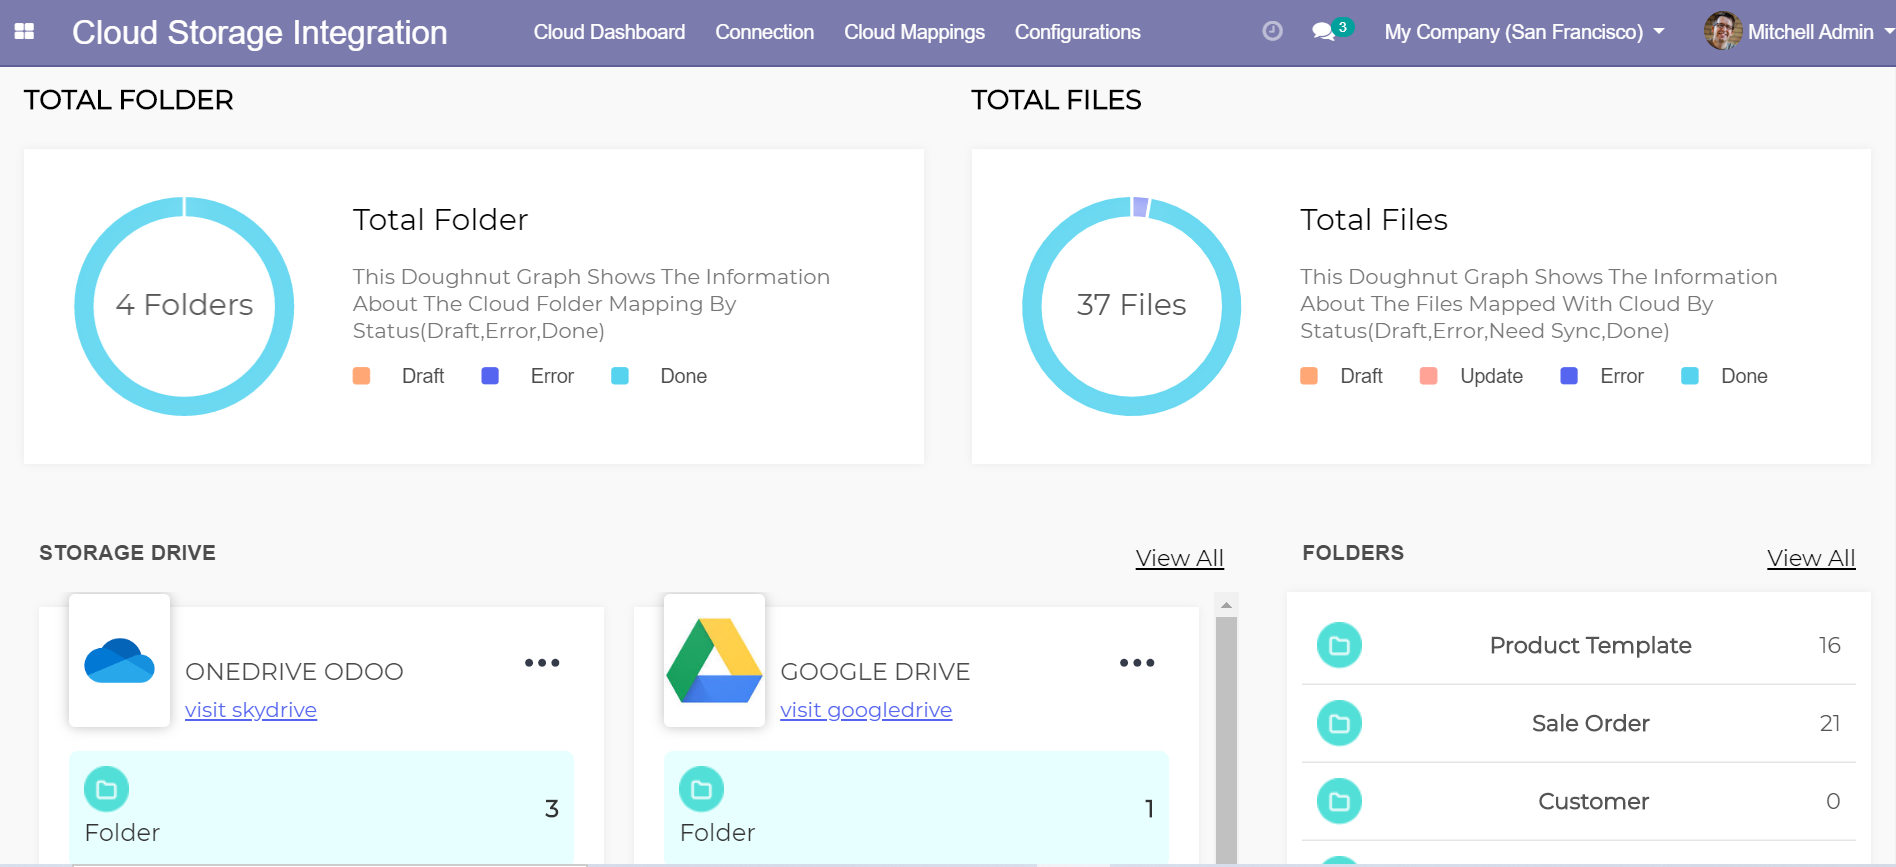 Cloud Storage Integration
Cloud Dashboard
Connection
Cloud Mappings
Configurations
3
My Company (San Francisco)
Mitchell Admin
TOTAL FOLDER
4 Folders
Total Folder
This Doughnut Graph Shows The Information
About The Cloud Folder Mapping By
Status(Draft,Error,Done)
Draft
Error
Done
TOTAL FILES
37 Files
Total Files
This Doughnut Graph Shows The Information
About The Files Mapped With Cloud By
Status(Draft,Error,Need Sync,Done)
Draft
Update
Error
Done
STORAGE DRIVE
View All
ONEDRIVE ODOO
visit skydrive
Folder
3
GOOGLE DRIVE
visit googledrive
Folder
1
FOLDERS
View All
Product Template
16
Sale Order
21
Customer
0